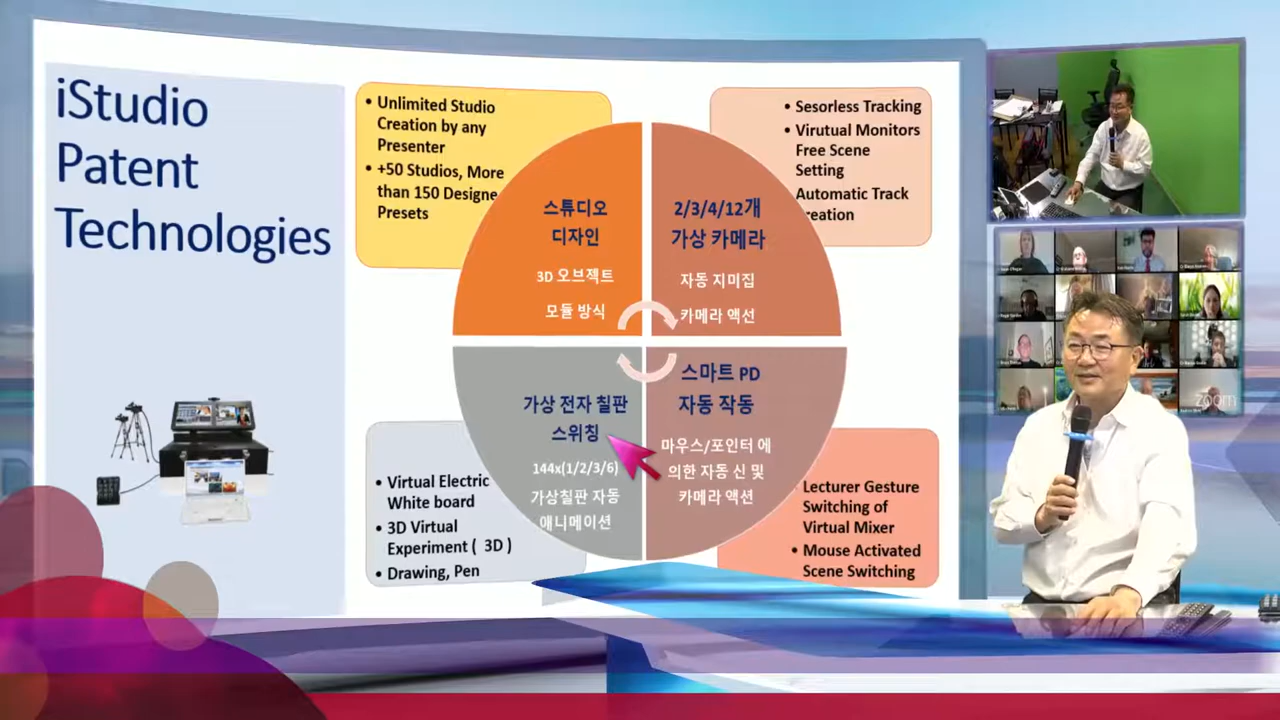 iStudio
Patent
Technologies
• Unlimited Studio
Creation by any
Presenter
• +50 Studios, More
than 150 Designe
Presets
• Sesorless Tracking
• Virutual Monitors
Free Scene
Setting
Automatic Track
reation
스튜디오
디자인
3D 오브젝트
모듈 방식
2/3/4/12개
가상 카메라
자동 지미집
카메라 액션
가상 전자 칠판
스위칭
144x(1/2/3/6)
가상칠판 자동
애니메이션
스마트 PD
자동 작동
마우스/포인터 에
의한 자동 신 및
카메라 액션
• Virtual Electric
White board
• 3D Virtual
Experiment ( 3D )
• Drawing, Pen
Lecturer Gesture
Switching of
Virtual Mixer
• Mouse Activated
Scene Switching
zoom